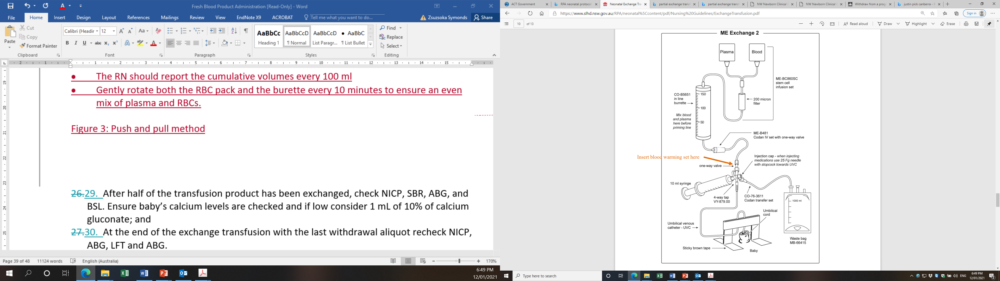 Fresh Blood Product Administration [Read-Only] - Word
File Home Insert Design Layout References Mailings Review View EndNote X9 ACROBAT Tell me what you want to do... Zsuzsoka Symonds Share
Paste
Cut
Copy
Format Painter
Calibri (Headir 12
AaBbCc AaBbCcD AaBbCcD AaBbC
Heading 1 ¶ Normal List Paragr... ¶ List Bullet
Find
Replace
Select
Clipboard Font Paragraph Styles Editing
• The RN should report the cumulative volumes every 100 ml
• Gently rotate both the RBC pack and the burette every 10 minutes to ensure an even
mix of plasma and RBCs.
Figure 3: Push and pull method
26.29. After half of the transfusion product has been exchanged, check NICP, SBR, ABG, and
BSL. Ensure baby's calcium levels are checked and if low consider 1 mL of 10% of calcium
gluconate; and
27.30. At the end of the exchange transfusion with the last withdrawal aliquot recheck NICP,
ABG, LFT and ABG.
Page 39 of 48 11124 words English (Australia) 170%
6:49 PM
12/01/2021
ACT Government RPA neonatal protocol Neonatal Exchange Tra partial exchange transf partial exchange transf NW Newborn Clinical NW Newborn Clinical Withdraw from a prog justin pick canberra -
https://www.slhd.nsw.gov.au/RPA/neonatal%5Ccontent/pdf/Nursing%20Guidelines/ExchangeTransfusion.pdf Sign in
10 of 13 Read aloud Draw Highlight Erase
ME Exchange 2
Plasma Blood
ME-BC860SC
stem cell
infusion set
CO-B5651
in line
burrette
150
100
50
200 micron
filter
Mix blood
and plasma
here before
priming line
ME-B481
Codan IV set with one-way valve
Insert blood warming set here
Injection cap - when injecting
medications use 25 Fg needle
with stopcock towards UVC
one-way valve
10 ml syringe
4-way tap
VY-879.00
CO-76-3611
Codan transfer set
1000 ml
Umbilical
cord
Umbilical venous
catheter - UVC
Waste bag
MB-66415
Sticky brown tape
Baby
Type here to search
ENG
6:49 PM
12/01/2021